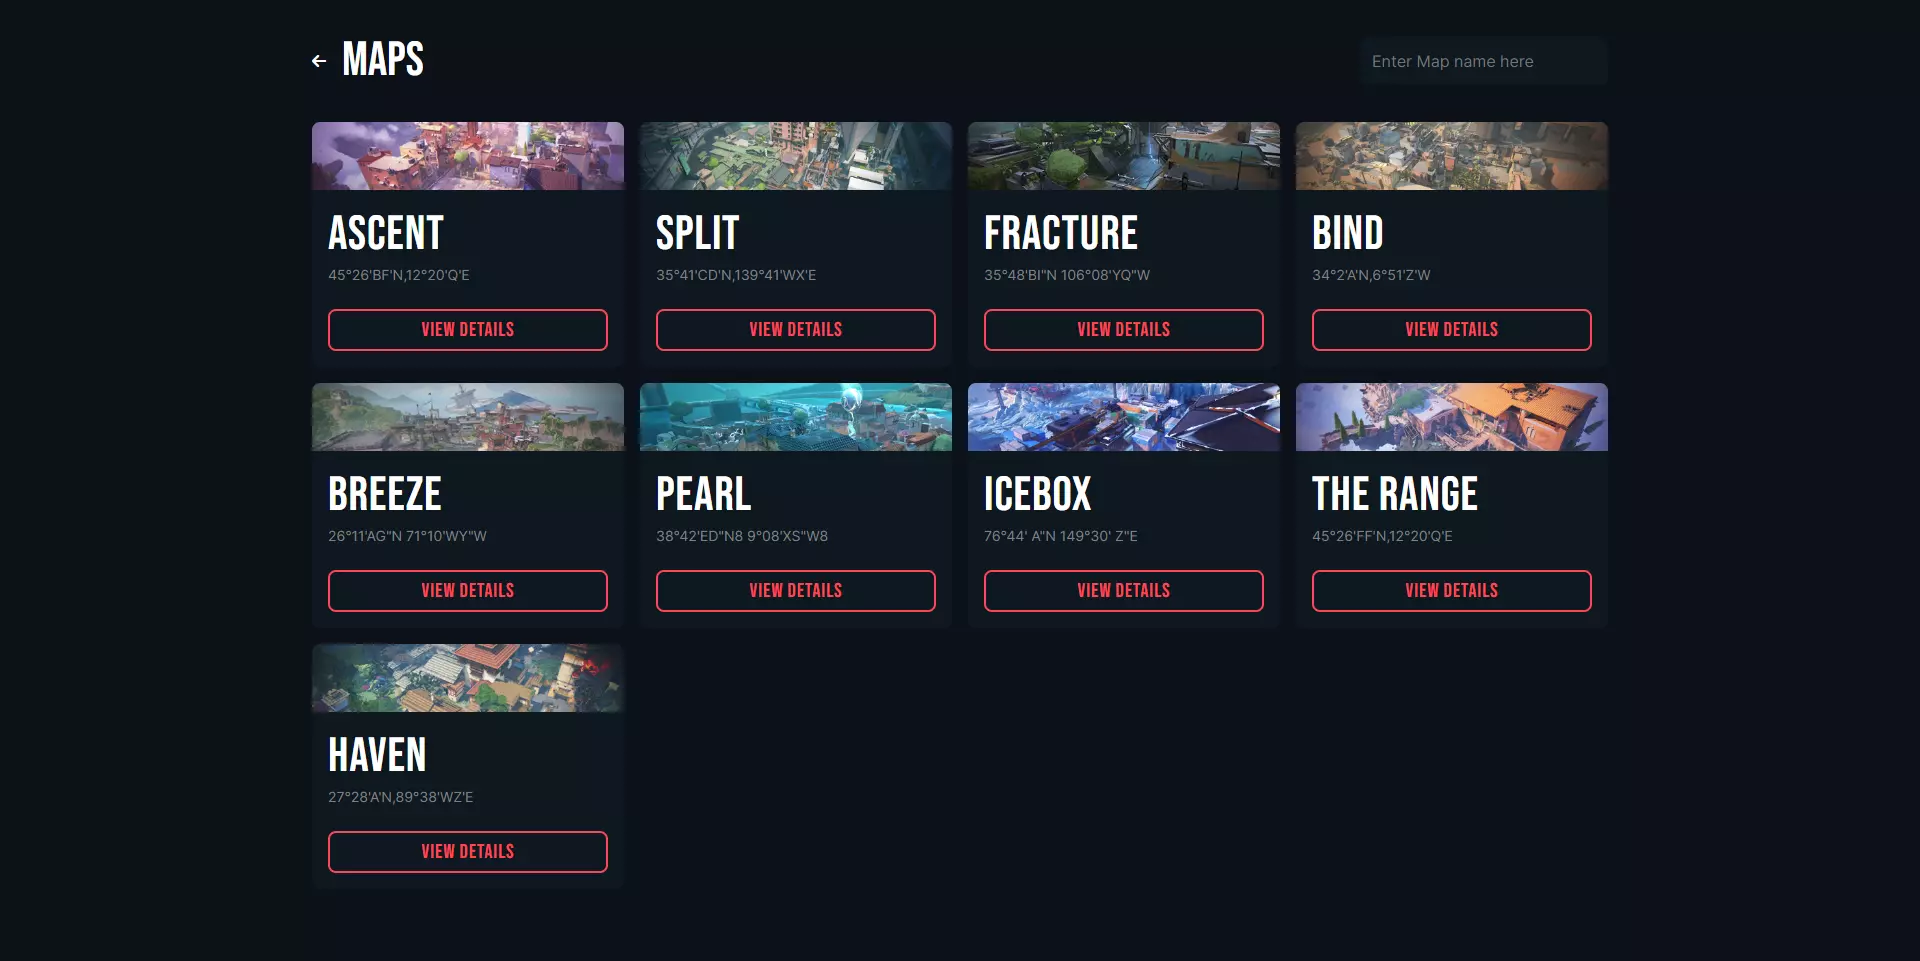 MAPS
Enter Map name here
ASCENT
45°26'BF'N,12°20'Q'E
VIEW DETAILS
SPLIT
35°41'CD'N,139°41'WX'E
VIEW DETAILS
FRACTURE
35°48'BI"N 106°08'YQ"W
VIEW DETAILS
BIND
34°2'A'N,6°51'Z'W
VIEW DETAILS
BREEZE
26°11'AG"N 71°10'WY"W
VIEW DETAILS
PEARL
38°42'ED"N8 9°08'XS"W8
VIEW DETAILS
ICEBOX
76°44' A"N 149°30' Z"E
VIEW DETAILS
THE RANGE
45°26'FF'N,12°20'Q'E
VIEW DETAILS
HAVEN
27°28'A'N,89°38'WZ'E
VIEW DETAILS